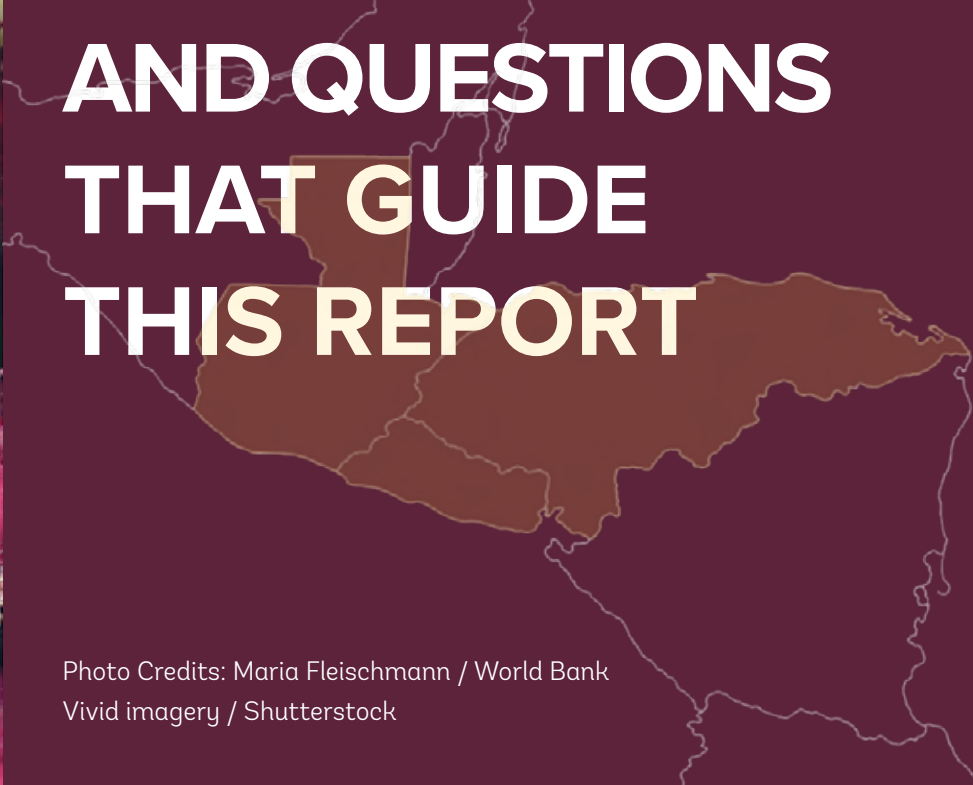 AND QUESTIONS
THAT GUIDE
THIS REPORT
Photo Credits: Maria Fleischmann / World Bank
Vivid imagery / Shutterstock